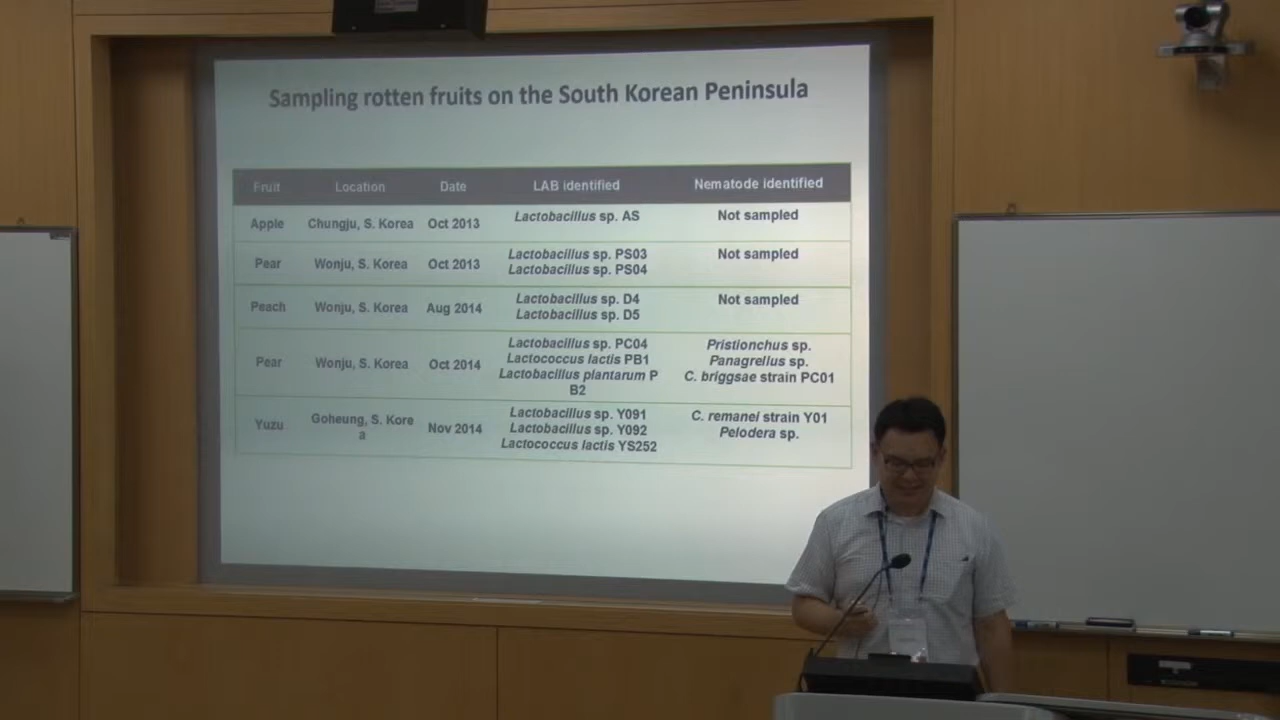 Sampling rotten fruits on the South Korean Peninsula
Fruit Location Date LAB identified Nematode identified
Apple Chungju, S. Korea Oct 2013 Lactobacillus sp. AS Not sampled
Pear Wonju, S. Korea Oct 2013 Lactobacillus sp. PS03 Not sampled
Lactobacillus sp. PS04
Peach Wonju, S. Korea Aug 2014 Lactobacillus sp. D4 Not sampled
Lactobacillus sp. D5
Pear Wonju, S. Korea Oct 2014 Lactobacillus sp. PC04 Pristionchus sp.
Lactococcus lactis PB1 Panagrellus sp.
Lactobacillus plantarum P C. briggsae strain PC01
B2
Yuzu Goheung, S. Kore Nov 2014 Lactobacillus sp. Y091 C. remanei strain Y01
a Lactobacillus sp. Y092 Pelodera sp.
Lactococcus lactis YS252